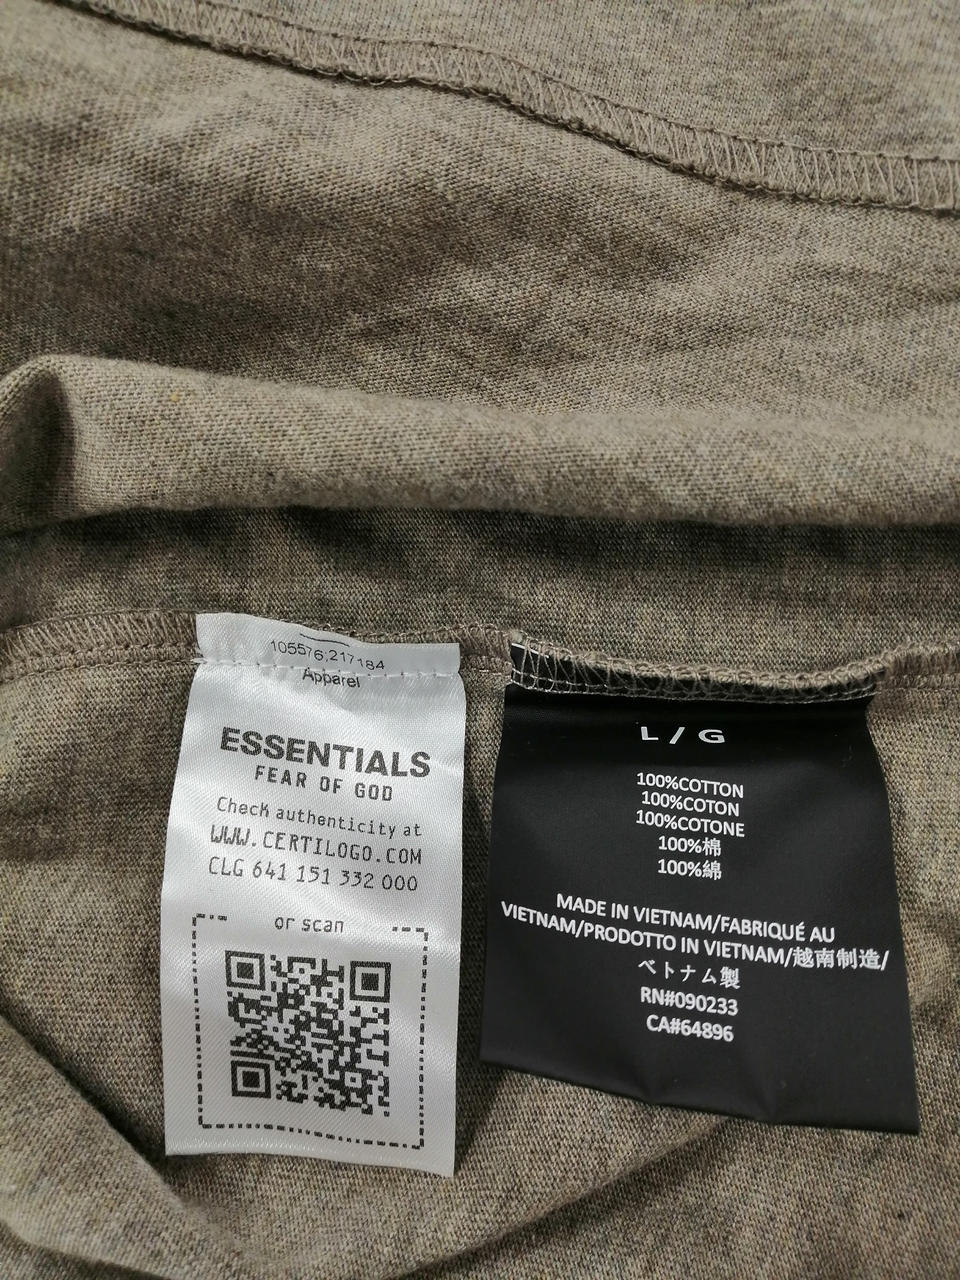 105576;217184
Apparel
ESSENTIALS
FEAR OF GOD
Check authenticity at
WWW.CERTILOGO.COM
CLG 641 151 332 000
or scan
L / G
100%COTTON
100%COTON
100%COTONE
100%棉
100%綿
MADE IN VIETNAM/FABRIQUÉ AU
VIETNAM/PRODOTTO IN VIETNAM/越南制造/
ベトナム製
RN#090233
CA#64896